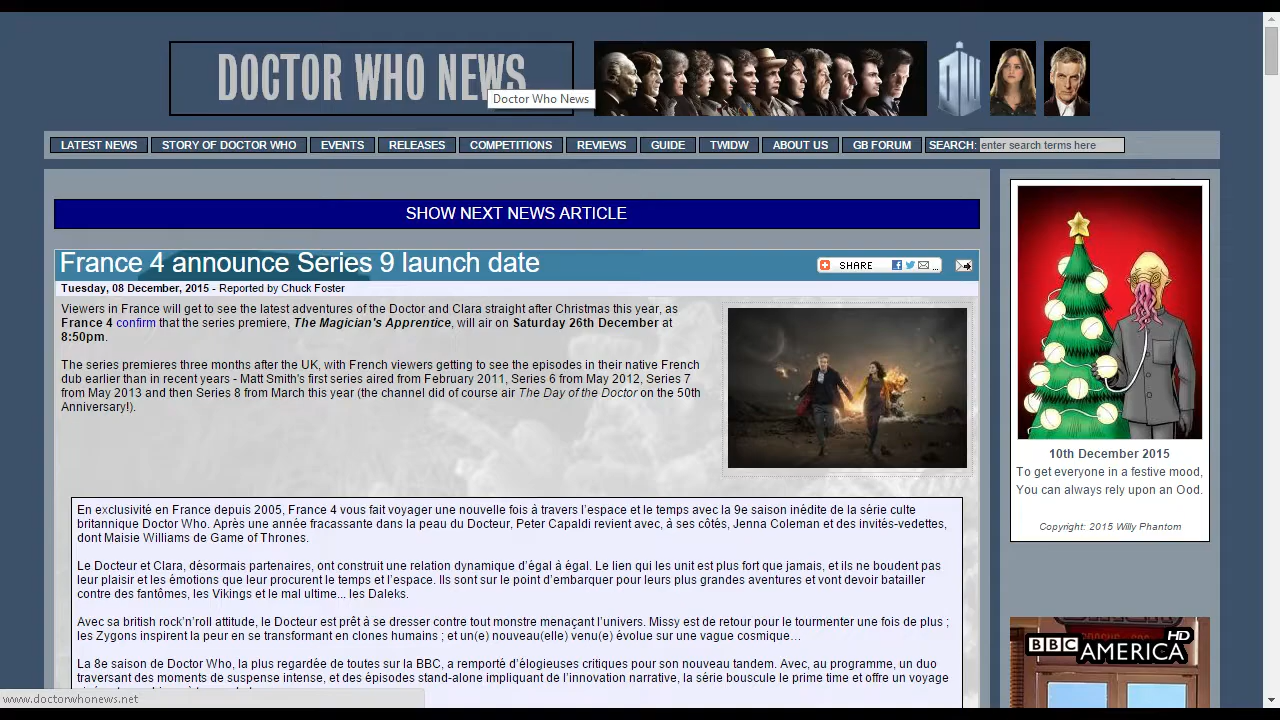 DOCTOR WHO NEWS
Doctor Who News
LATEST NEWS STORY OF DOCTOR WHO EVENTS RELEASES COMPETITIONS REVIEWS GUIDE TWIDW ABOUT US GB FORUM SEARCH: enter search terms here
SHOW NEXT NEWS ARTICLE
France 4 announce Series 9 launch date
SHARE
Tuesday, 08 December, 2015 - Reported by Chuck Foster
Viewers in France will get to see the latest adventures of the Doctor and Clara straight after Christmas this year, as
France 4 confirm that the series premiere, The Magician's Apprentice, will air on Saturday 26th December at
8:50pm.
The series premieres three months after the UK, with French viewers getting to see the episodes in their native French
dub earlier than in recent years - Matt Smith's first series aired from February 2011, Series 6 from May 2012, Series 7
from May 2013 and then Series 8 from March this year (the channel did of course air The Day of the Doctor on the 50th
Anniversary!).
En exclusivité en France depuis 2005, France 4 vous fait voyager une nouvelle fois à travers l'espace et le temps avec la 9e saison inédite de la série culte
britannique Doctor Who. Après une année fracassante dans la peau du Docteur, Peter Capaldi revient avec, à ses côtés, Jenna Coleman et des invités-vedettes,
dont Maisie Williams de Game of Thrones.
Le Docteur et Clara, désormais partenaires, ont construit une relation dynamique d'égal à égal. Le lien qui les unit est plus fort que jamais, et ils ne boudent pas
leur plaisir et les émotions que leur procurent le temps et l'espace. Ils sont sur le point d'embarquer pour leurs plus grandes aventures et vont devoir batailler
contre des fantômes, les Vikings et le mal ultime... les Daleks.
Avec sa british rock'n'roll attitude, le Docteur est prêt à se dresser contre tout monstre menaçant l'univers. Missy est de retour pour le tourmenter une fois de plus ;
les Zygons inspirent la peur en se transformant en clones humains ; et un(e) nouveau(elle) venu(e) évolue sur une vague cosmique...
La 8e saison de Doctor Who, la plus regardée hors les murs sur la BBC, a remporté d'élogieuses critiques pour son nouveau tandem. Avec, au programme, un duo
traversant des moments de suspense intense, et des épisodes stand-alone impliquant de l'innovation narrative, la série bouscule le prime time et offre un voyage
www.doctorwhonews.net
10th December 2015
To get everyone in a festive mood,
You can always rely upon an Ood.
Copyright: 2015 Willy Phantom
BBC AMERICA HD